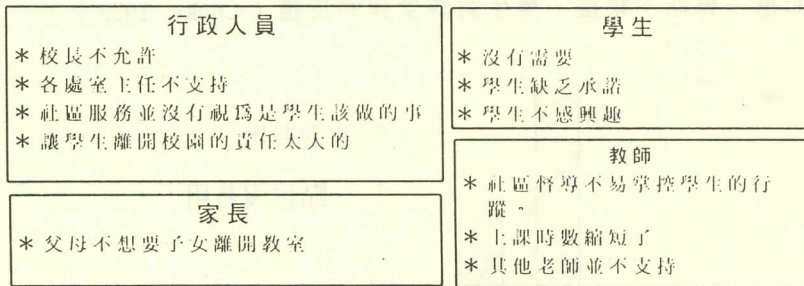 行政人員
* 校長不允許
* 各處室主任不支持
* 社區服務並沒有視爲是學生該做的事
* 讓學生離開校園的責任太大的
家長
* 父母不想要子女離開教室
學生
* 沒有需要
* 學生缺乏承諾
* 學生不感興趣
教師
* 社區督導不易掌控學生的行
蹤。
* 上課時數縮短了
* 其他老師並不支持